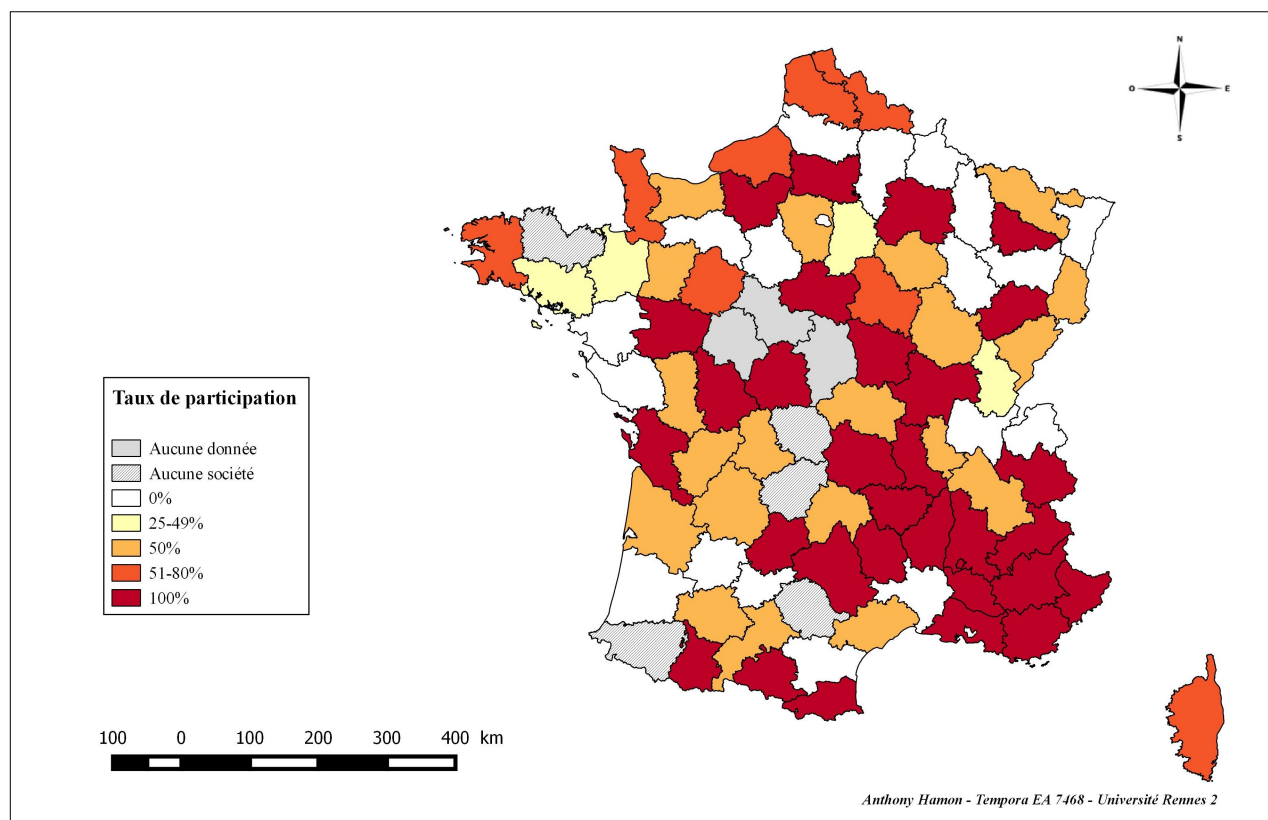 N
O
E
S
Taux de participation
Aucune donnée
Aucune société
0%
25-49%
50%
51-80%
100%
100 0 100 200 300 400 km
Anthony Hamon - Tempora EA 7468 - Université Rennes 2